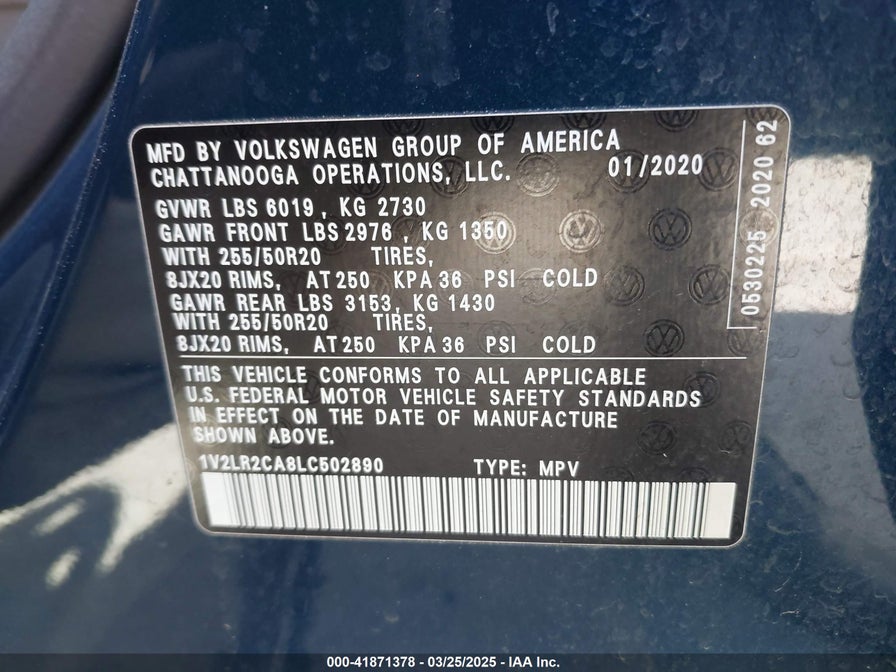 MFD BY VOLKSWAGEN GROUP OF AMERICA
CHATTANOOGA OPERATIONS, LLC. 01/2020
GVWR LBS 6019, KG 2730
GAWR FRONT LBS 2976, KG 1350
WITH 255/50R20 TIRES,
8JX20 RIMS, AT 250 KPA 36 PSI COLD
GAWR REAR LBS 3153, KG 1430
WITH 255/50R20 TIRES,
8JX20 RIMS, AT 250 KPA 36 PSI COLD
THIS VEHICLE CONFORMS TO ALL APPLICABLE
U.S. FEDERAL MOTOR VEHICLE SAFETY STANDARDS
IN EFFECT ON THE DATE OF MANUFACTURE
SHOWN ABOVE.
1V2LR2CA8LC502890 TYPE: MPV
0530225 2020 62
000-41871378 - 03/25/2025 - IAA Inc.